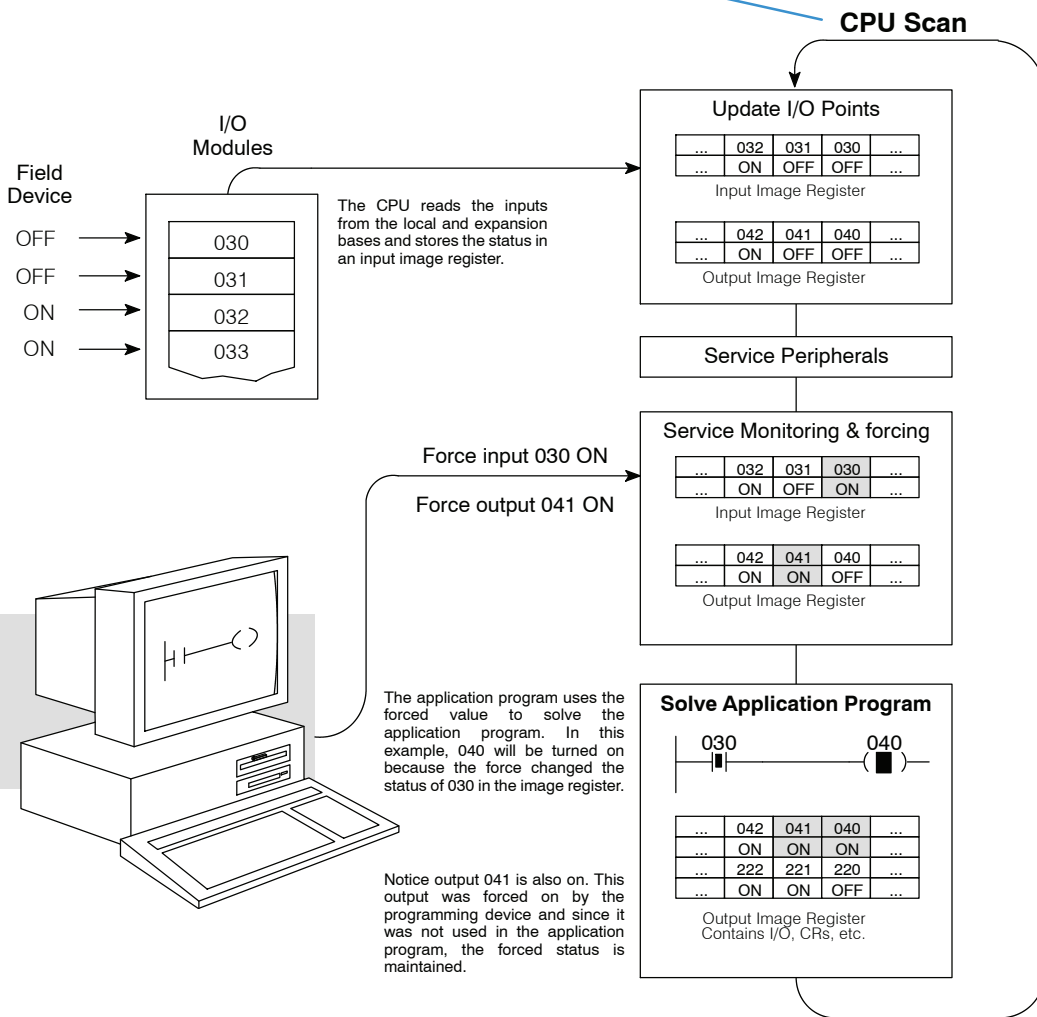 CPU Scan
Update I/O Points
... 032 031 030 ...
... ON OFF OFF ...
Input Image Register
... 042 041 040 ...
... ON OFF OFF ...
Output Image Register
I/O
Modules
Field
Device
OFF
OFF
ON
ON
030
031
032
033
The CPU reads the inputs
from the local and expansion
bases and stores the status in
an input image register.
Service Peripherals
Service Monitoring & forcing
... 032 031 030 ...
... ON OFF ON ...
Input Image Register
... 042 041 040 ...
... ON ON OFF ...
Output Image Register
Force input 030 ON
Force output 041 ON
The application program uses the
forced value to solve the
application program. In this
example, 040 will be turned on
because the force changed the
status of 030 in the image register.
Notice output 041 is also on. This
output was forced on by the
programming device and since it
was not used in the application
program, the forced status is
maintained.
Solve Application Program
030 040
... 042 041 040 ...
... ON ON ON ...
... 222 221 220 ...
... ON ON OFF ...
Output Image Register
Contains I/O, CRs, etc.